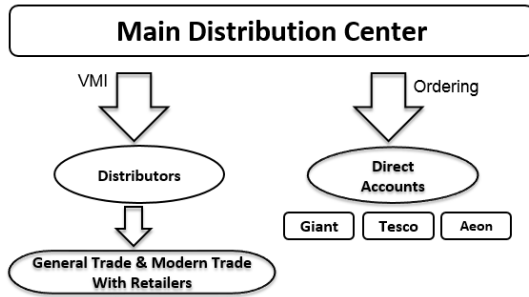 Main Distribution Center
VMI
Ordering
Distributors
Direct
Accounts
Giant
Tesco
Aeon
General Trade & Modern Trade
With Retailers